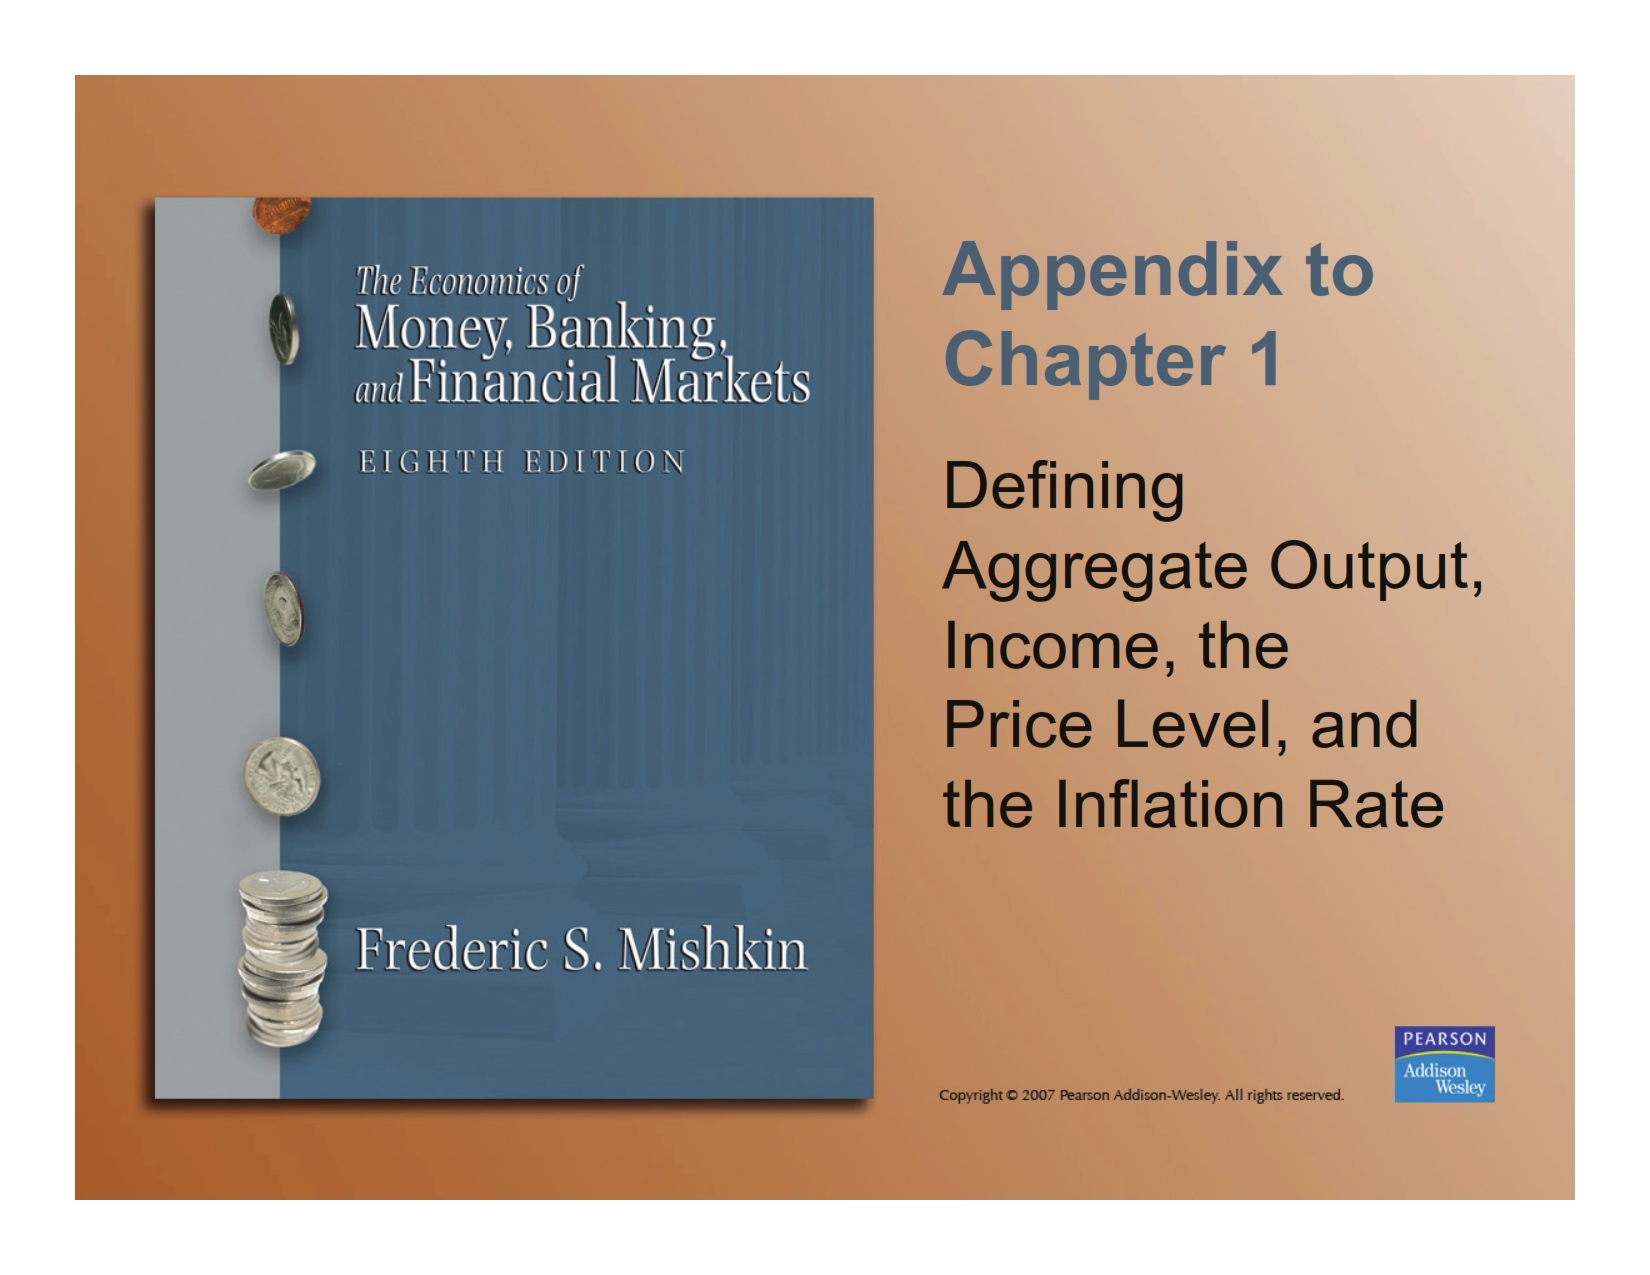 The Economics of
Money, Banking,
and Financial Markets
EIGHTH EDITION
Frederic S. Mishkin
Appendix to
Chapter 1
Defining
Aggregate Output,
Income, the
Price Level, and
the Inflation Rate
Copyright © 2007 Pearson Addison-Wesley. All rights reserved.
PEARSON
Addison
Wesley